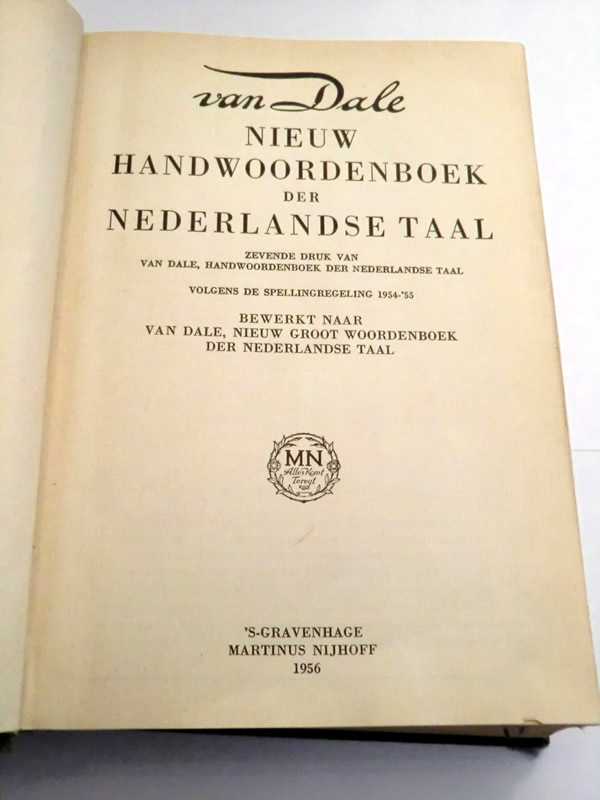 van Dale
NIEUW
HANDWOORDENBOEK
DER
NEDERLANDSE TAAL
ZEVENDE DRUK VAN
VAN DALE, HANDWOORDENBOEK DER NEDERLANDSE TAAL
VOLGENS DE SPELLINGREGELING 1954-'55
BEWERKT NAAR
VAN DALE, NIEUW GROOT WOORDENBOEK
DER NEDERLANDSE TAAL
MN
Alles Komt
Teregt
'S-GRAVENHAGE
MARTINUS NIJHOFF
1956